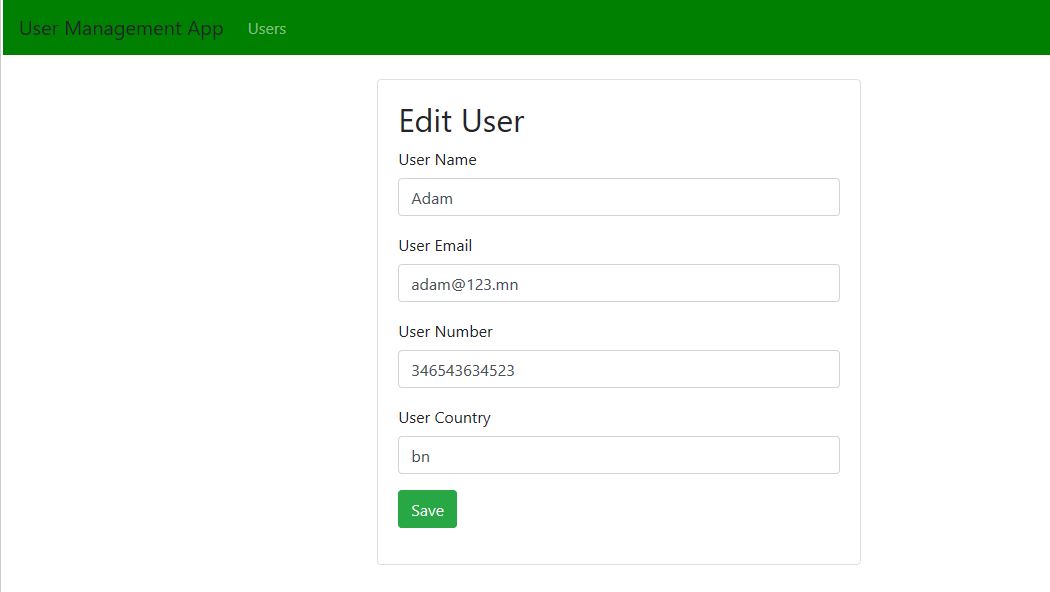 User Management App Users
Edit User
User Name
Adam
User Email
adam@123.mn
User Number
346543634523
User Country
bn
Save